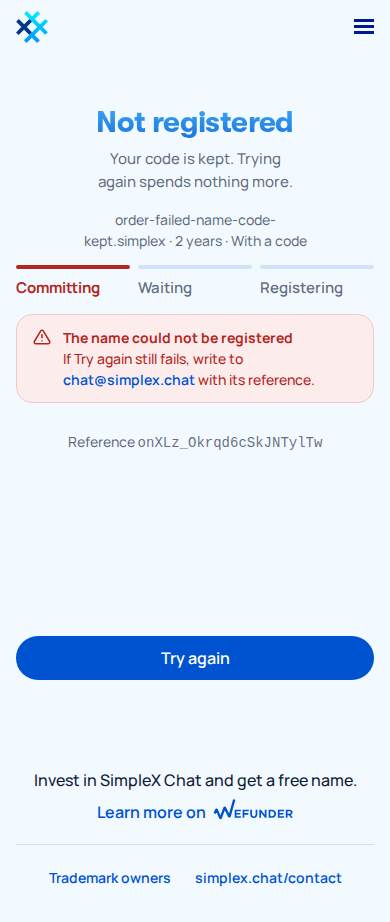 Not registered
Your code is kept. Trying
again spends nothing more.
order-failed-name-code-
kept.simplex · 2 years · With a code
Committing
Waiting
Registering
The name could not be registered
If Try again still fails, write to
chat@simplex.chat with its reference.
Reference onXLz_Okrqd6cSkJNTylTw
Try again
Invest in SimpleX Chat and get a free name.
Learn more on WEFUNDER
Trademark owners
simplex.chat/contact